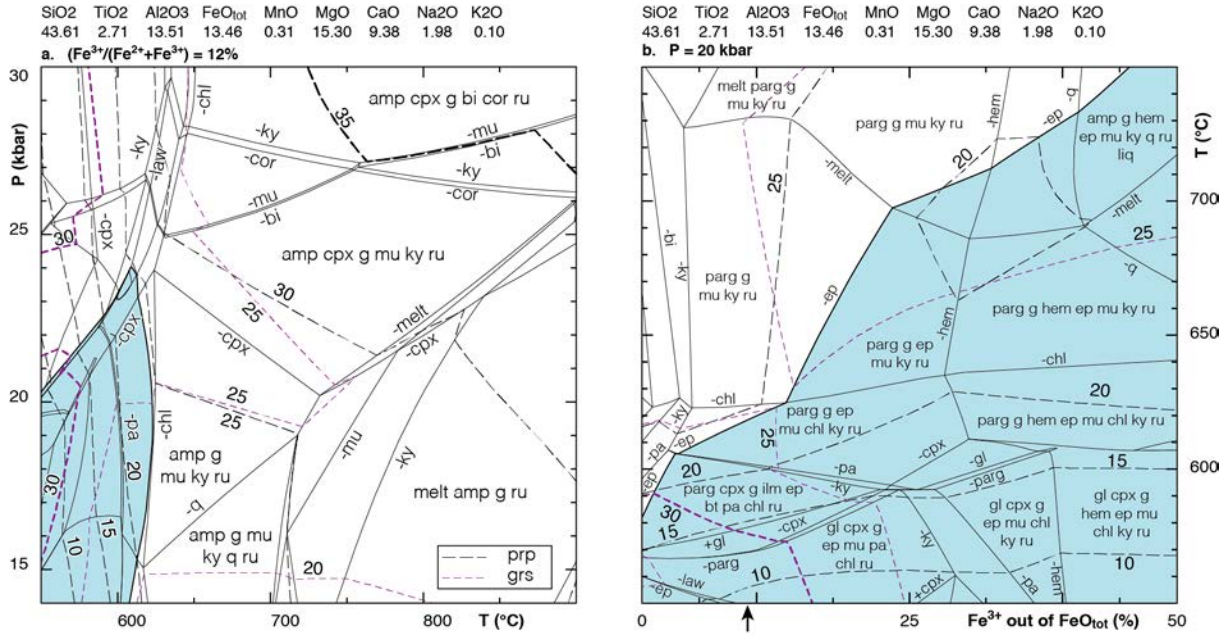 SiO2 TiO2 Al2O3 FeOtot MnO MgO CaO Na2O K2O
43.61 2.71 13.51 13.46 0.31 15.30 9.38 1.98 0.10
a. (Fe3+/(Fe2++Fe3+) = 12%
30
25
20
15
P (kbar)
600 700 800
T (°C)
amp cpx g bi cor ru
35
-chl
-ky
-law
-ky
-cor
-mu
-bi
-ky
-cor
-mu
-bi
30
-cpx
amp cpx g mu ky ru
30
25
-melt
-cpx
-cpx
-cpx
25
25
-pa
-chl
20
amp g
mu ky ru
-mu
-ky
melt amp g ru
30
15
10
-q
amp g mu
ky q ru
20
prp
grs
SiO2 TiO2 Al2O3 FeOtot MnO MgO CaO Na2O K2O
43.61 2.71 13.51 13.46 0.31 15.30 9.38 1.98 0.10
b. P = 20 kbar
T (°C)
700
650
600
0 25 50
Fe3+ out of FeOtot (%)
melt parg g
mu ky ru
parg g mu ky ru
-hem
-q
-ep
amp g hem
ep mu ky q ru
liq
20
25
-melt
-melt
25
-q
-bi
-ky
parg g
mu ky ru
-ep
-hem
parg g hem ep mu ky ru
parg g ep
mu ky ru
-chl
-chl
-ky
parg g ep
mu chl ky ru
20
parg g hem ep mu chl ky ru
-pa
-ep
25
-cpx
-gl
-parg
15
-ep
20
-pa
-ky
parg cpx g ilm ep
bt pa chl ru
30
15
-cpx
+gl
-parg
gl cpx g
ep mu pa
chl ru
gl cpx g
ep mu chl
ky ru
gl cpx g
hem ep mu
chl ky ru
-ky
-law
-ep
10
+cpx
-pa
-hem
10